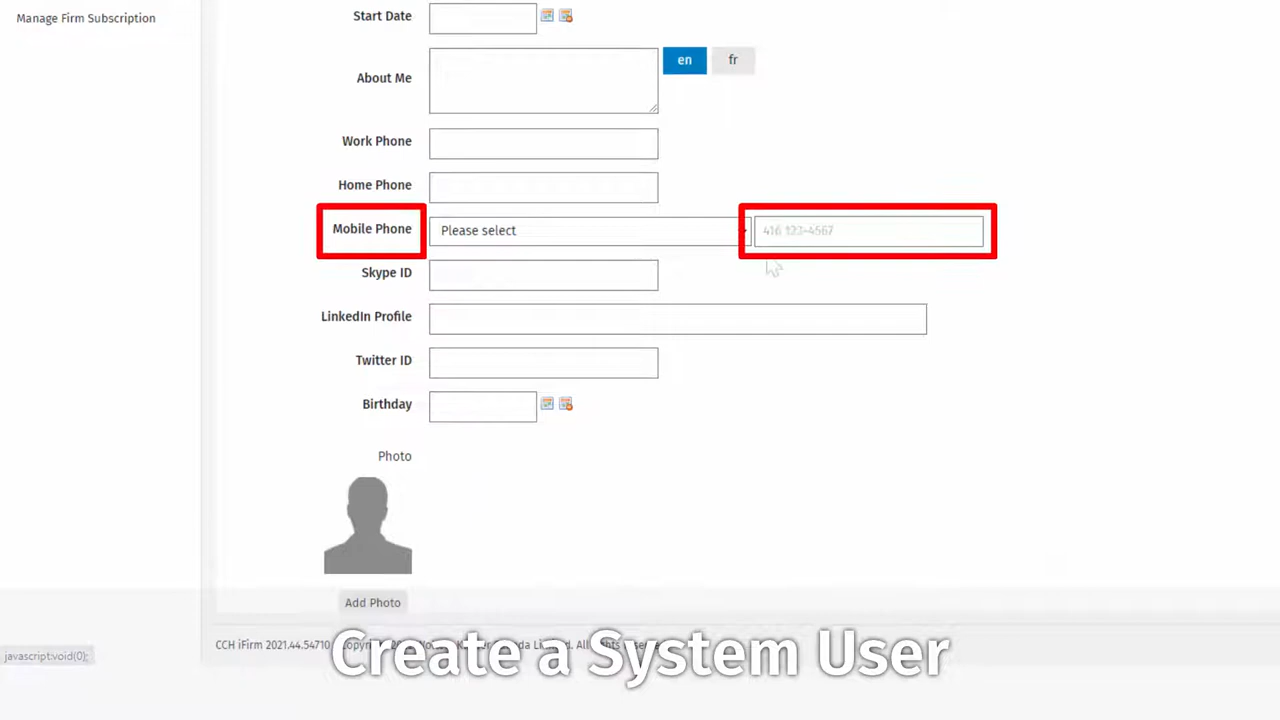 Manage Firm Subscription
Start Date
About Me
en
fr
Work Phone
Home Phone
Mobile Phone
Please select
416 123-4567
Skype ID
LinkedIn Profile
Twitter ID
Birthday
Photo
Add Photo
CCH iFirm 2021.44.54710
All
javascript:void(0);
Create a System User